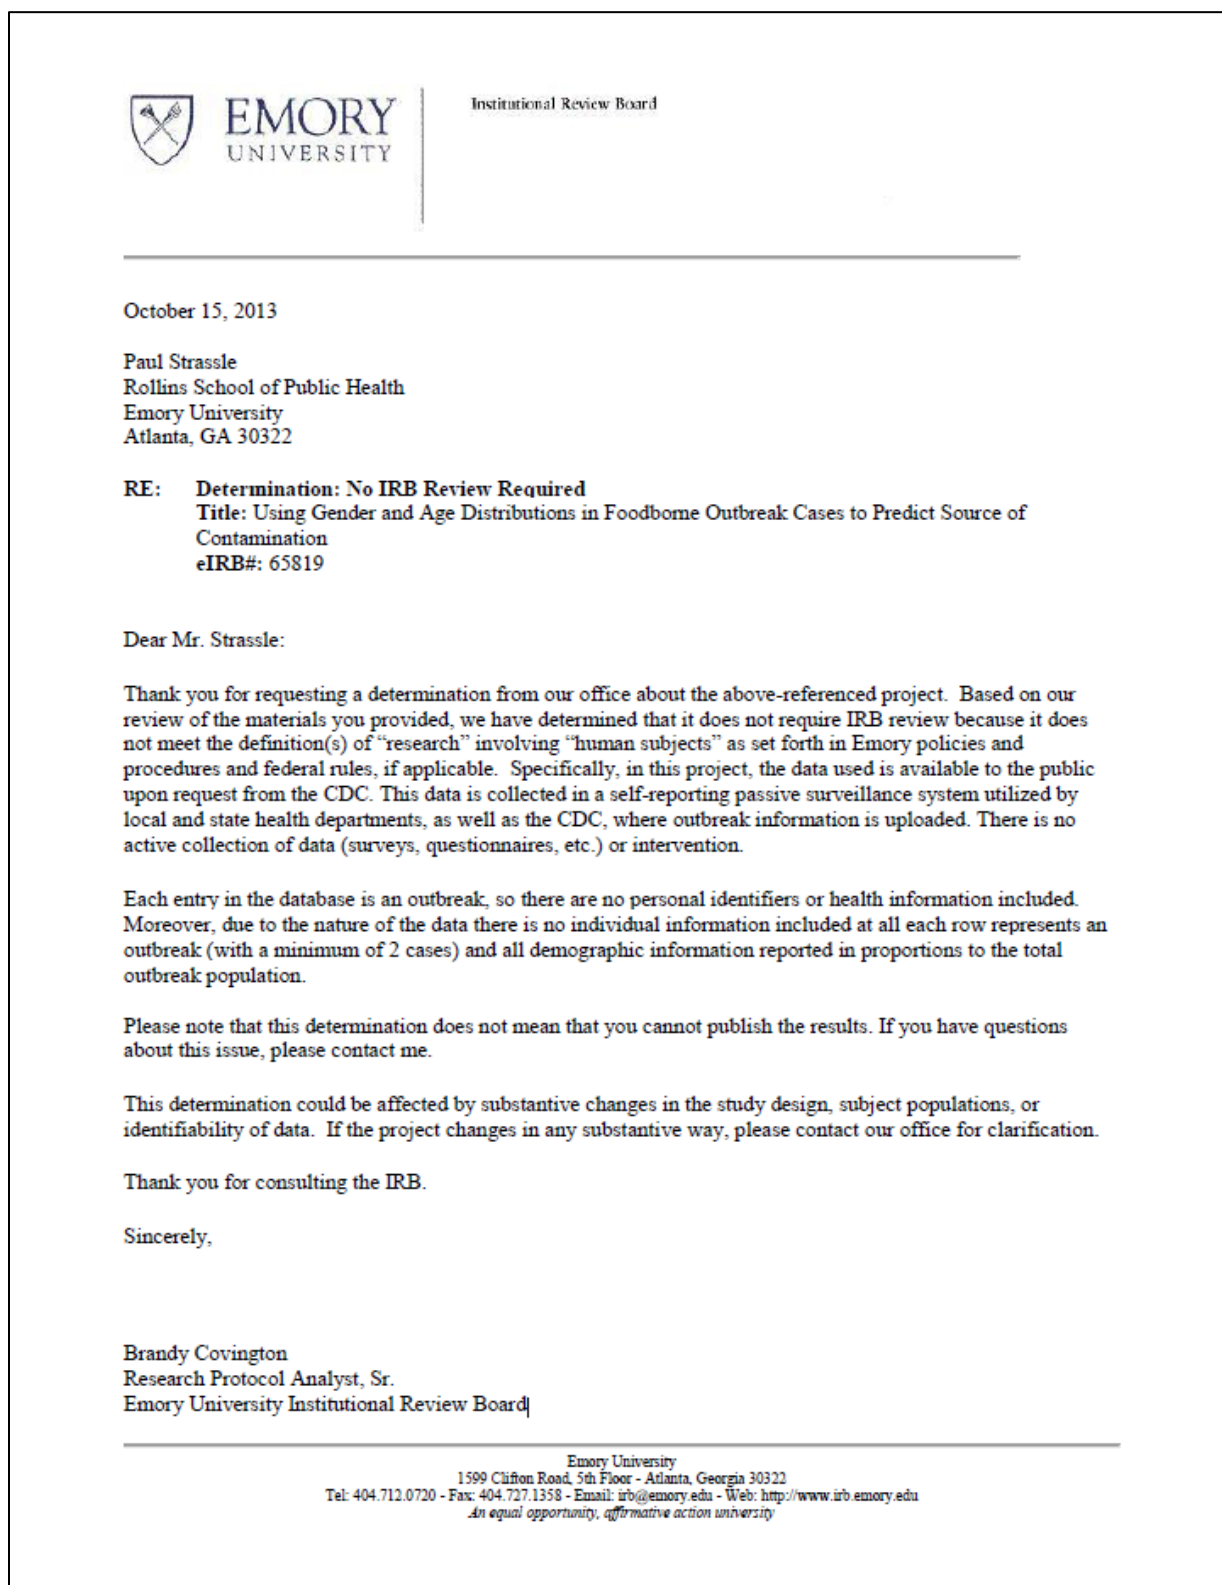 EMORY
UNIVERSITY
Institutional Review Board
October 15, 2013
Paul Strassle
Rollins School of Public Health
Emory University
Atlanta, GA 30322
RE: Determination: No IRB Review Required
Title: Using Gender and Age Distributions in Foodborne Outbreak Cases to Predict Source of
Contamination
eIRB#: 65819
Dear Mr. Strassle:
Thank you for requesting a determination from our office about the above-referenced project.  Based on our
review of the materials you provided, we have determined that it does not require IRB review because it does
not meet the definition(s) of “research” involving “human subjects” as set forth in Emory policies and
procedures and federal rules, if applicable.  Specifically, in this project, the data used is available to the public
upon request from the CDC. This data is collected in a self-reporting passive surveillance system utilized by
local and state health departments, as well as the CDC, where outbreak information is uploaded. There is no
active collection of data (surveys, questionnaires, etc.) or intervention.
Each entry in the database is an outbreak, so there are no personal identifiers or health information included.
Moreover, due to the nature of the data there is no individual information included at all each row represents an
outbreak (with a minimum of 2 cases) and all demographic information reported in proportions to the total
outbreak population.
Please note that this determination does not mean that you cannot publish the results. If you have questions
about this issue, please contact me.
This determination could be affected by substantive changes in the study design, subject populations, or
identifiability of data.  If the project changes in any substantive way, please contact our office for clarification.
Thank you for consulting the IRB.
Sincerely,
Brandy Covington
Research Protocol Analyst, Sr.
Emory University Institutional Review Board
Emory University
1599 Clifton Road, 5th Floor - Atlanta, Georgia 30322
Tel: 404.712.0720 - Fax: 404.727.1358 - Email: irb@emory.edu - Web: http://www.irb.emory.edu
An equal opportunity, affirmative action university